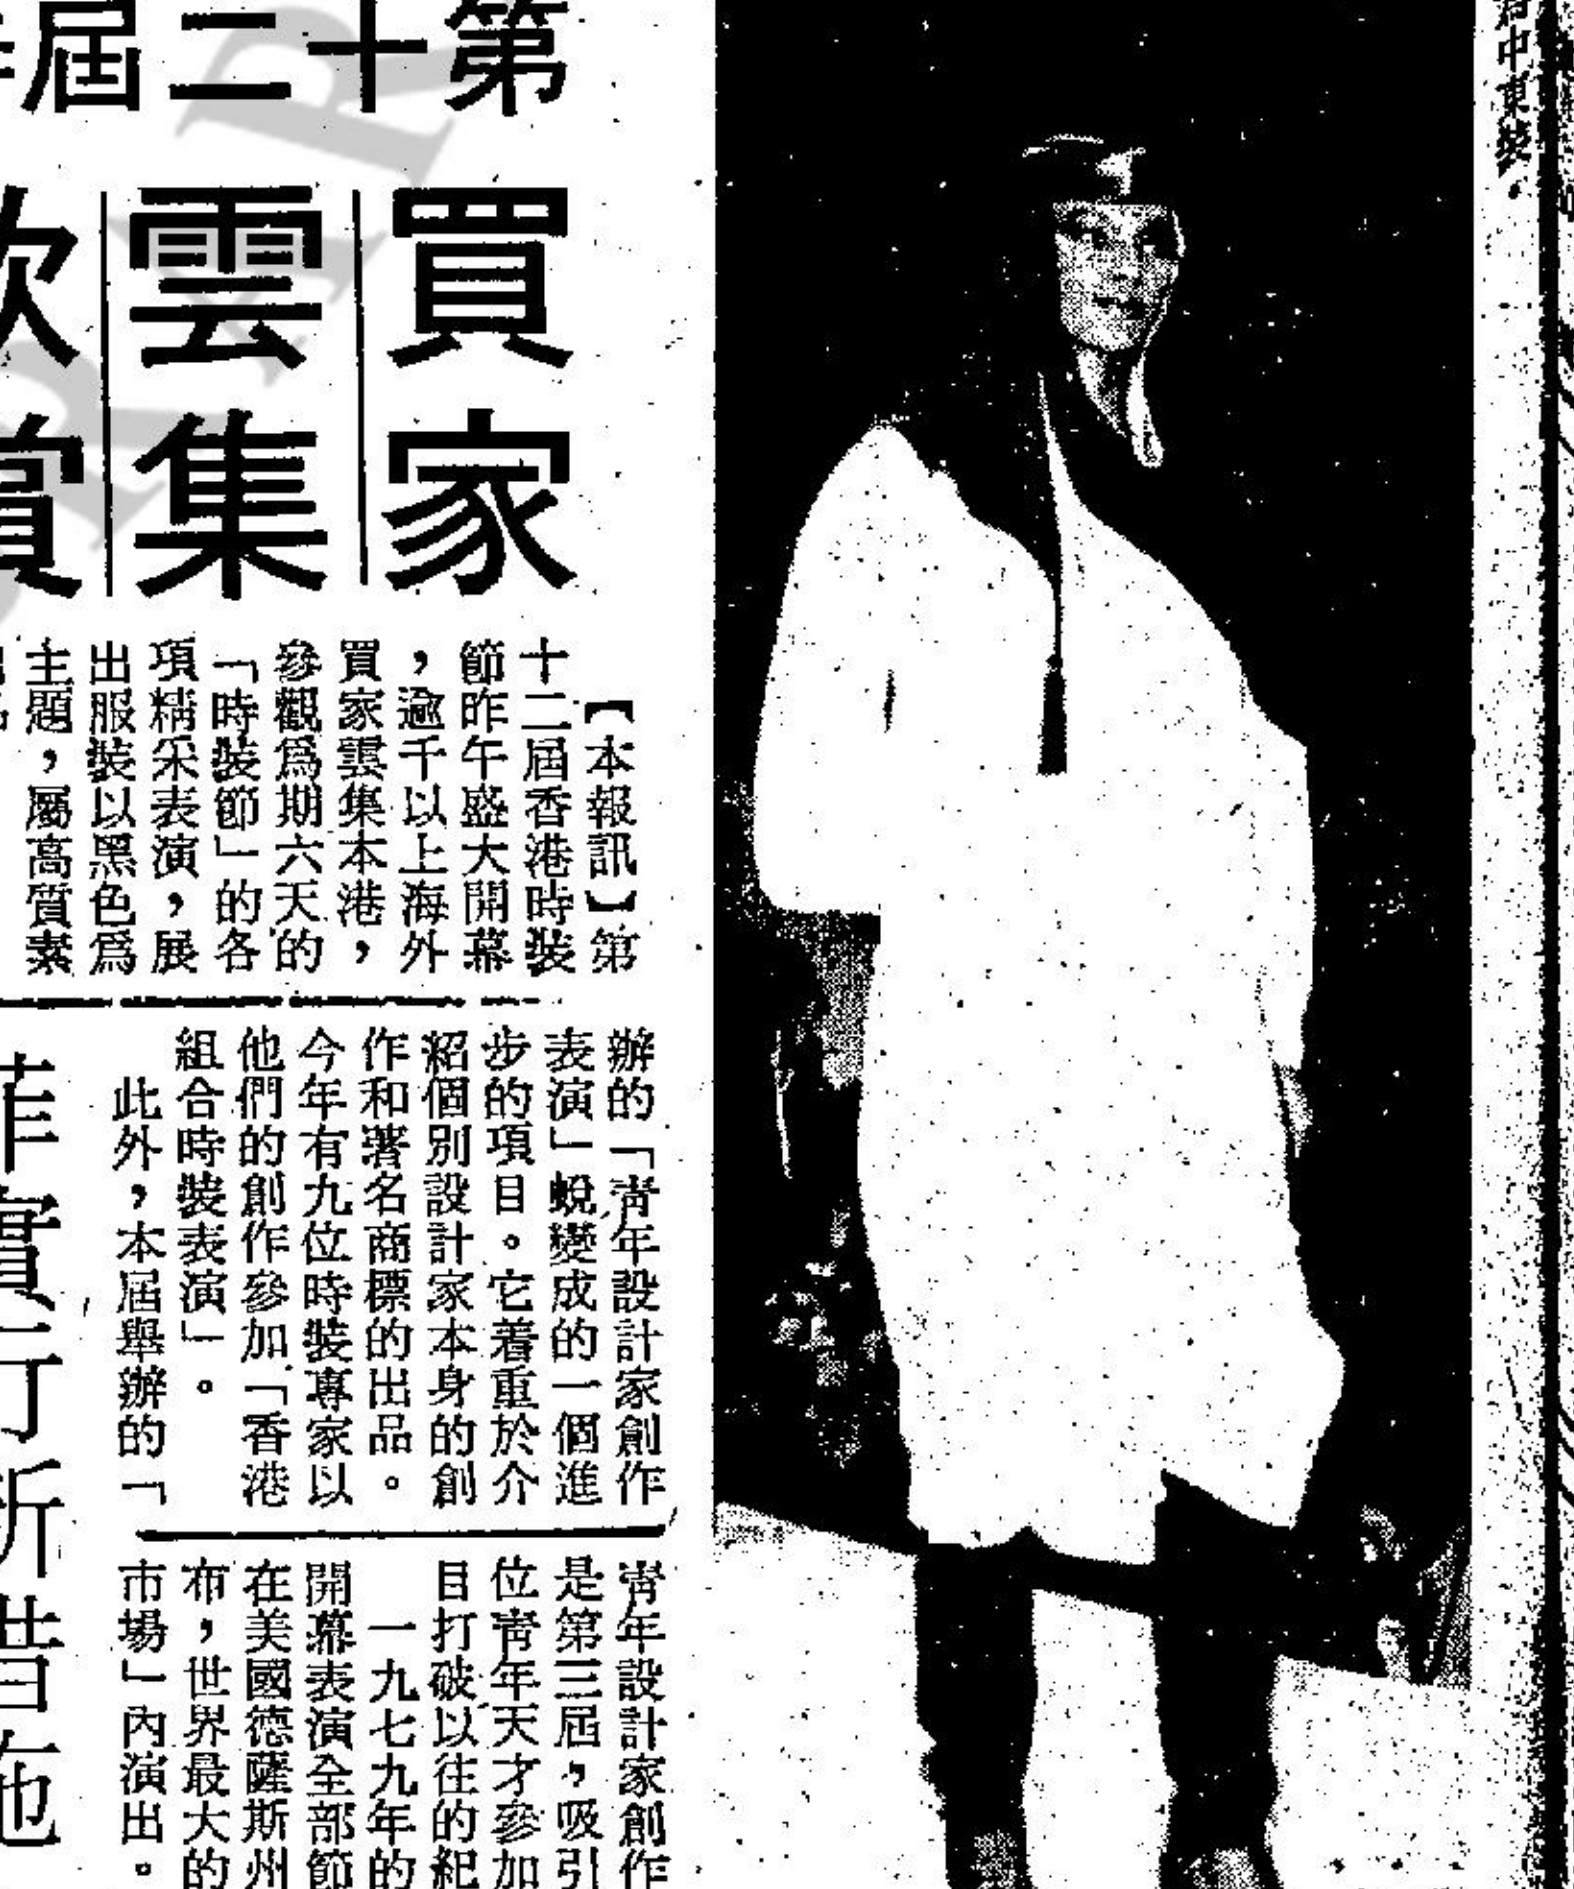 第十二屆
買家
雲集
【本報訊】第
十二屆香港時裝
節昨午盛大開幕
，逾千以上海外
買家雲集本港，
參觀爲期六天的
「時裝節」的各
項精采表演，展
出服裝以黑色爲
主題，屬高質素
辦的「靑年設計家創作
表演」蛻變成的一個進
步的項目。它着重於介
紹個別設計家本身的創
作和著名商標的出品。
今年有九位時裝專家以
他們的創作參加「香港
組合時裝表演」。
此外，本屆舉辦的「
靑年設計家創作
是第三屆，吸引
位靑年天才參加
目打破以往的紀
一九七九年的
開幕表演全部節
在美國德薩斯州
布，世界最大的
市場」內演出。
中東裝。